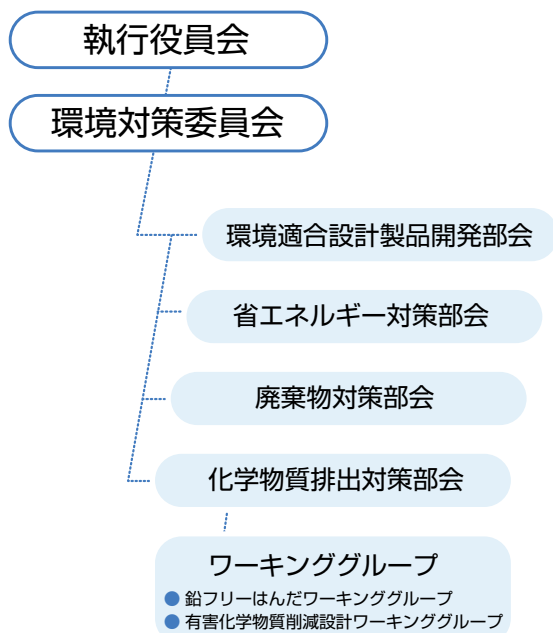 執行役員会
環境対策委員会
環境適合設計製品開発部会
省エネルギー対策部会
廃棄物対策部会
化学物質排出対策部会
ワーキンググループ
● 鉛フリーはんだワーキンググループ
● 有害化学物質削減設計ワーキンググループ